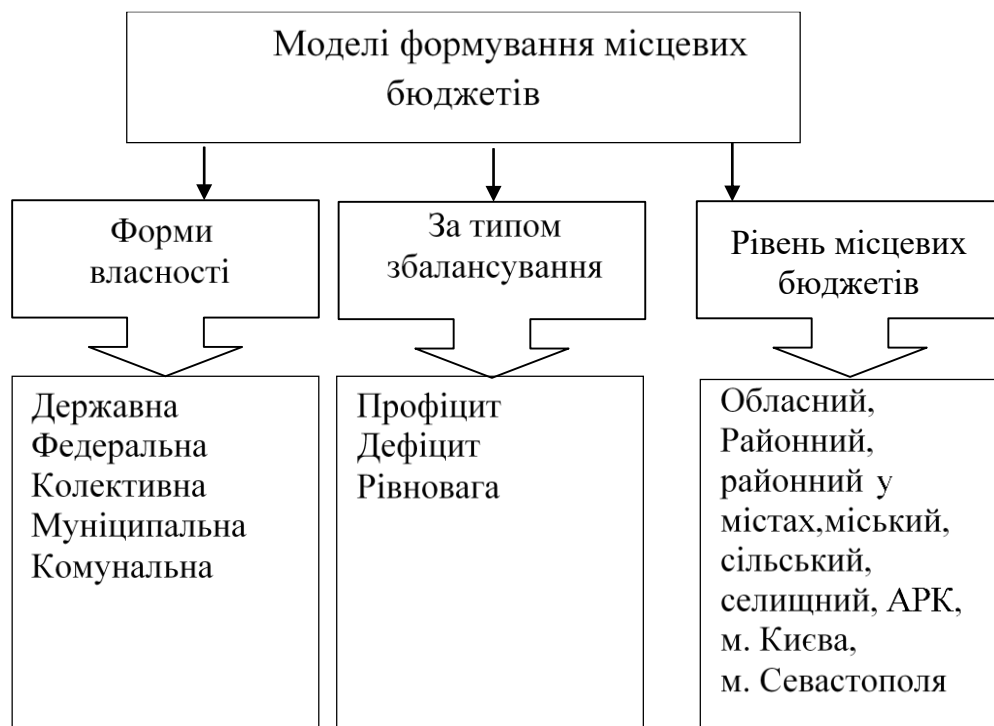 Моделі формування місцевих
бюджетів
Форми
власності
За типом
збалансування
Рівень місцевих
бюджетів
Державна
Федеральна
Колективна
Муніципальна
Комунальна
Профіцит
Дефіцит
Рівновага
Обласний,
Районний,
районний у
містах,міський,
сільський,
селищний, АРК,
м. Києва,
м. Севастополя